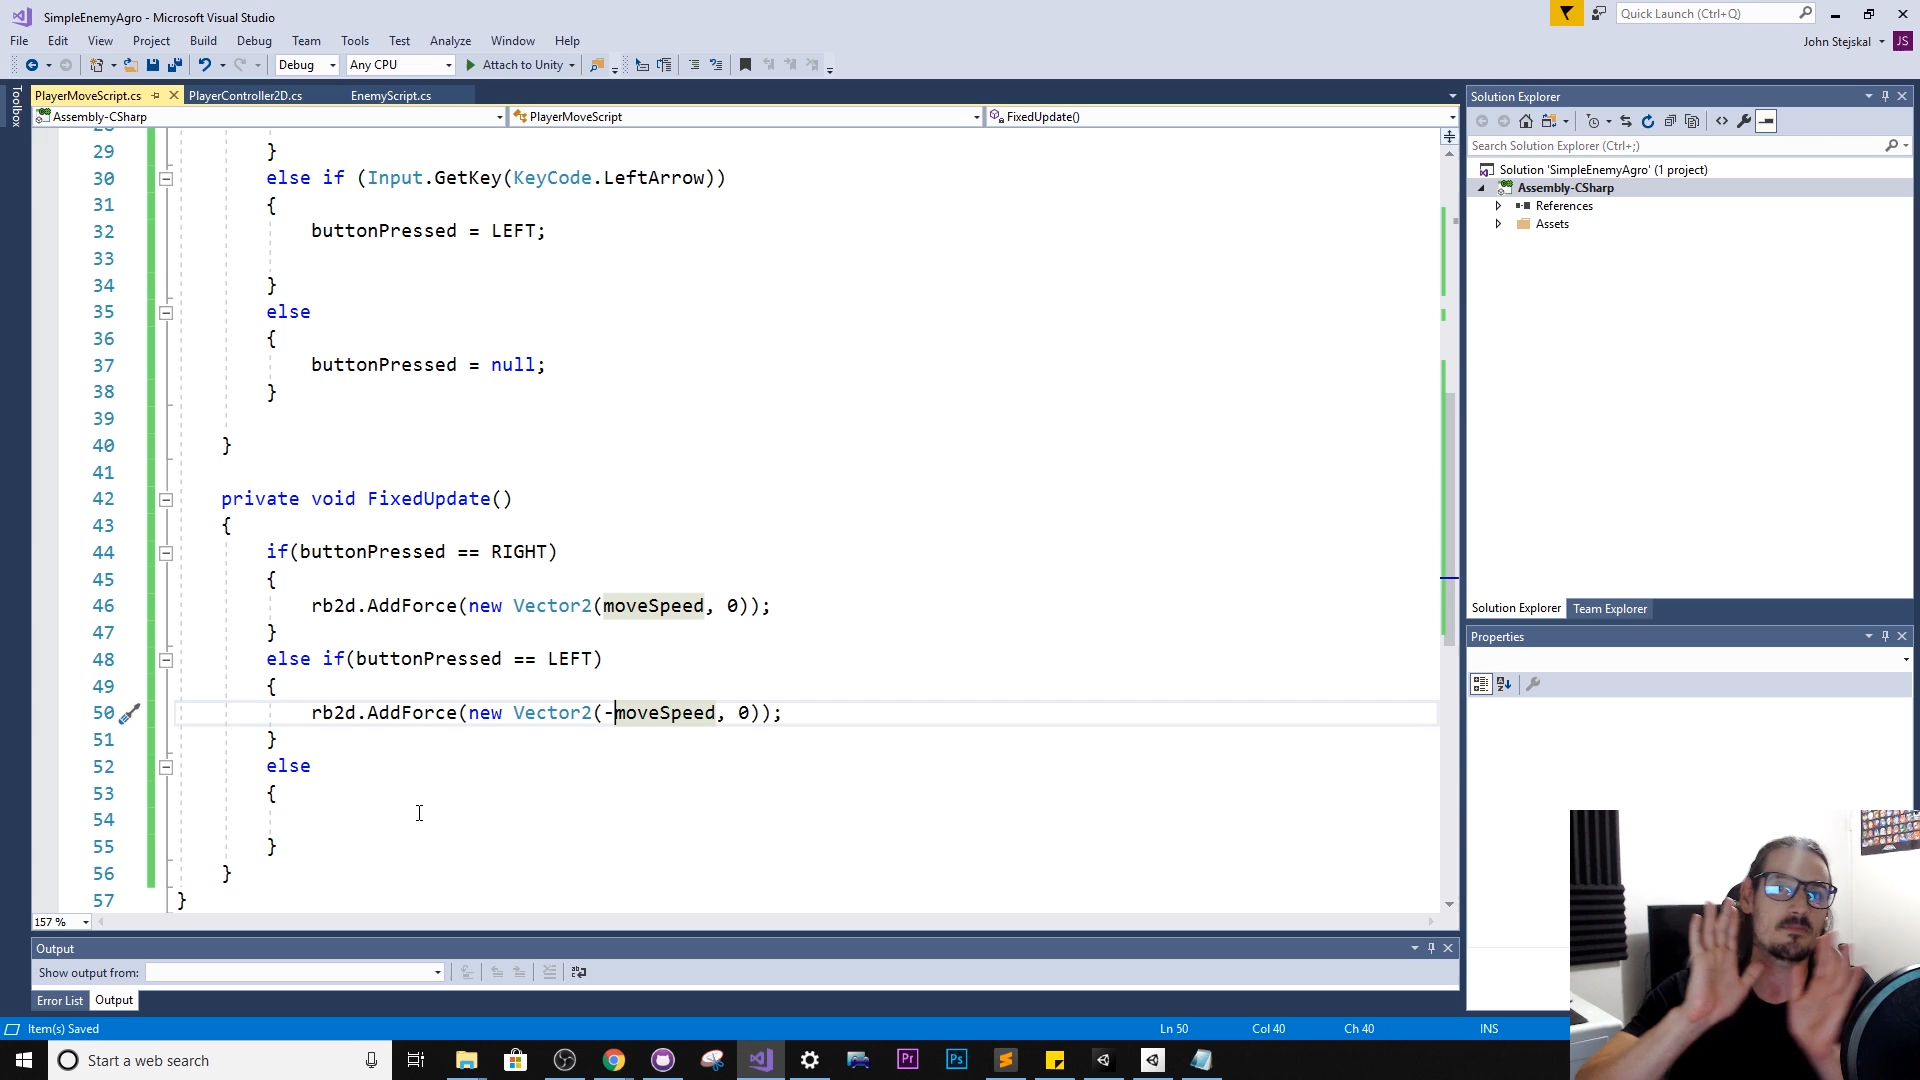 SimpleEnemyAgro - Microsoft Visual Studio
Quick Launch (Ctrl+Q)
File Edit View Project Build Debug Team Tools Test Analyze Window Help
John Stejskal JS
Debug Any CPU Attach to Unity
Toolbox
PlayerMoveScript.cs PlayerController2D.cs EnemyScript.cs
Assembly-CSharp PlayerMoveScript FixedUpdate()
29 }
30 else if (Input.GetKey(KeyCode.LeftArrow))
31 {
32 buttonPressed = LEFT;
33
34 }
35 else
36 {
37 buttonPressed = null;
38 }
39
40 }
41
42 private void FixedUpdate()
43 {
44 if(buttonPressed == RIGHT)
45 {
46 rb2d.AddForce(new Vector2(moveSpeed, 0));
47 }
48 else if(buttonPressed == LEFT)
49 {
50 rb2d.AddForce(new Vector2(-moveSpeed, 0));
51 }
52 else
53 {
54
55 }
56 }
57 }
157 %
Output
Show output from:
Error List Output
Solution Explorer
Search Solution Explorer (Ctrl+;)
Solution 'SimpleEnemyAgro' (1 project)
Assembly-CSharp
References
Assets
Solution Explorer Team Explorer
Properties
Item(s) Saved Ln 50 Col 40 Ch 40 INS
Start a web search
Pr Ps